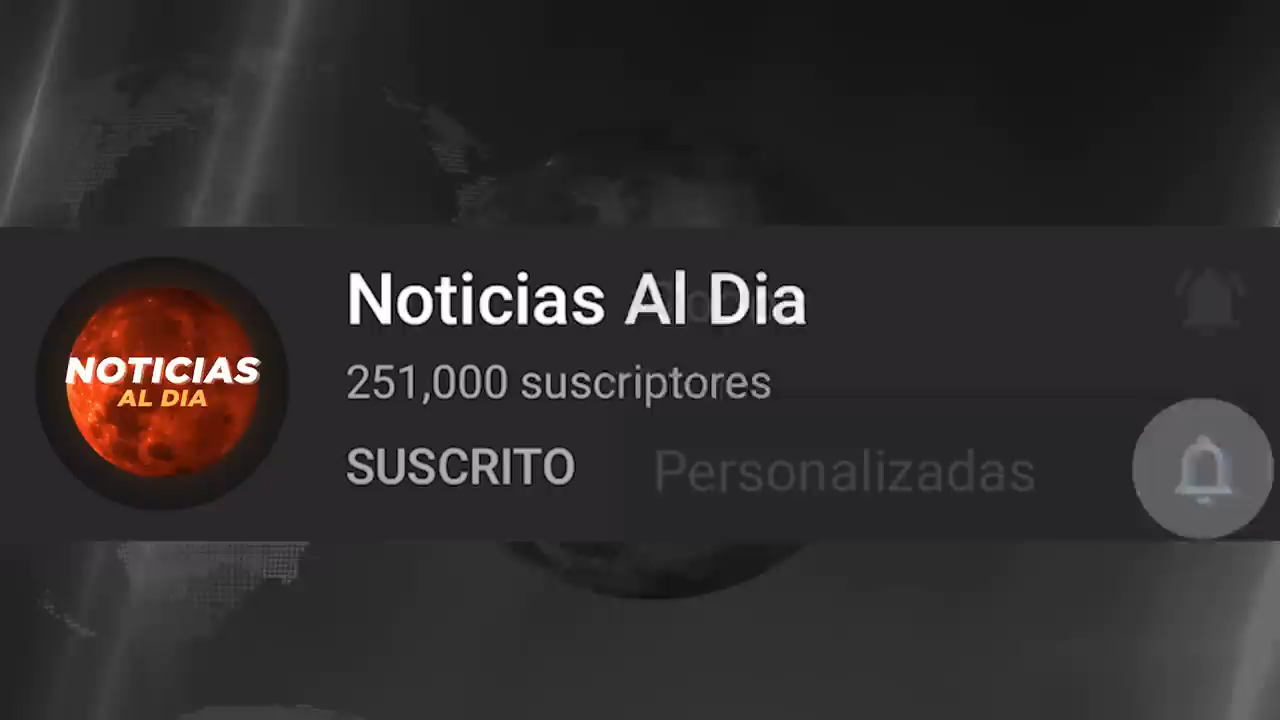 Noticias Al Dia
NOTICIAS
AL DIA
251,000 suscriptores
SUSCRITO
Personalizadas